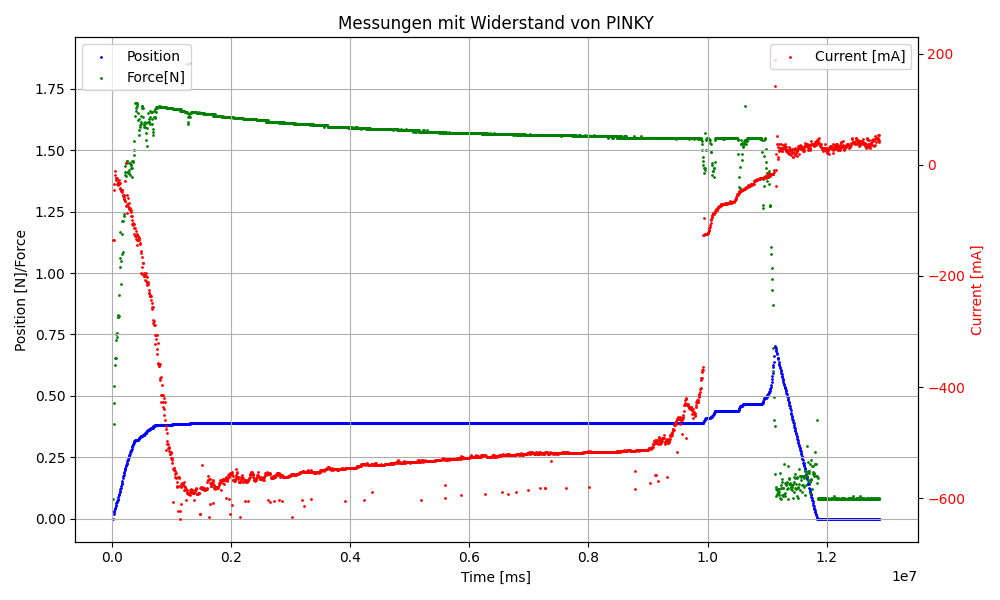 Messungen mit Widerstand von PINKY
Position
Force[N]
Current [mA]
Position [N]/Force
1.75
1.50
1.25
1.00
0.75
0.50
0.25
0.00
200
0
−200
−400
−600
Current [mA]
0.0
0.2
0.4
0.6
0.8
1.0
1.2
1e7
Time [ms]